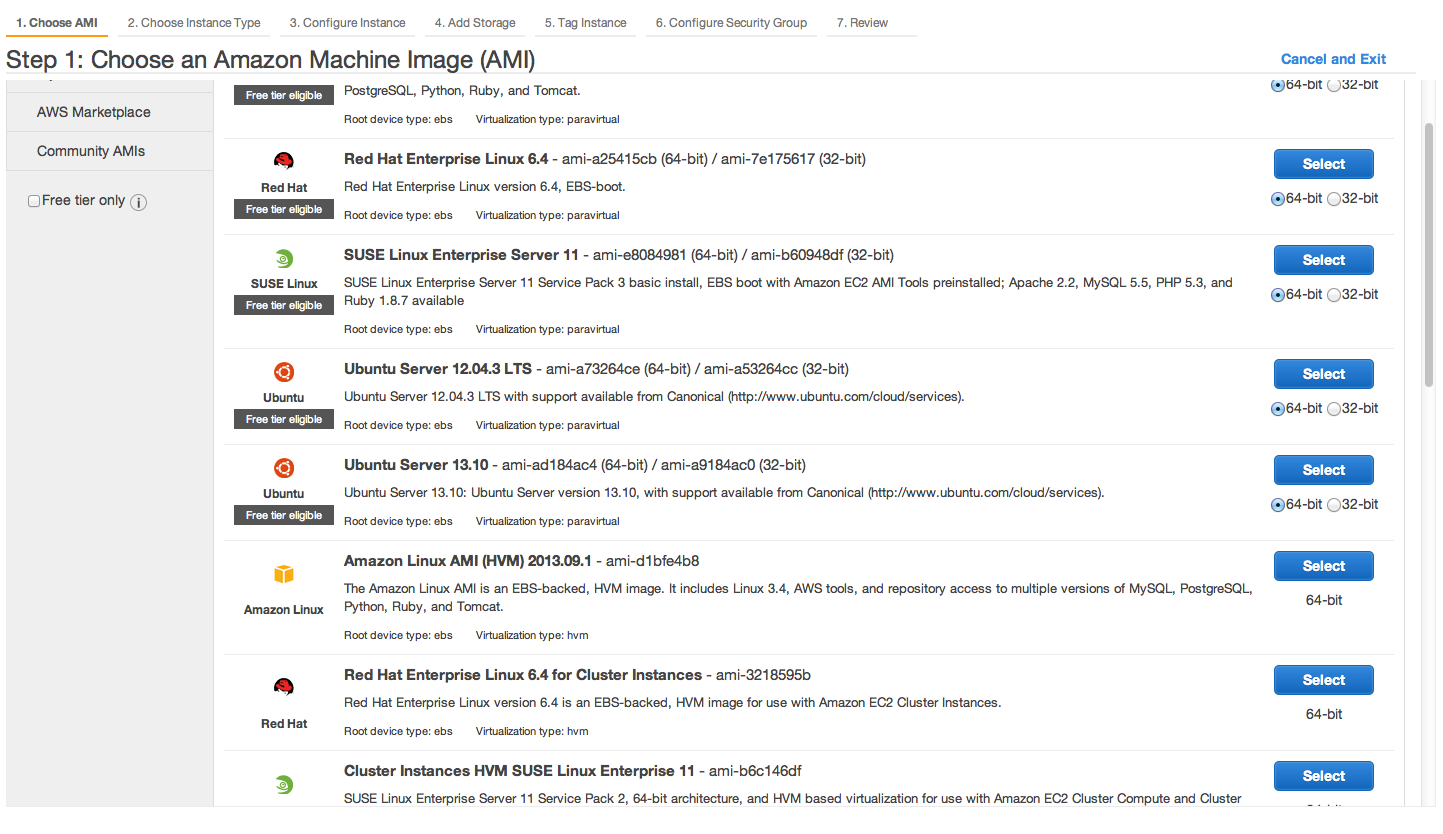 1. Choose AMI 2. Choose Instance Type 3. Configure Instance 4. Add Storage 5. Tag Instance 6. Configure Security Group 7. Review
Step 1: Choose an Amazon Machine Image (AMI)
Cancel and Exit
AWS Marketplace
Community AMIs
Free tier only
Free tier eligible
PostgreSQL, Python, Ruby, and Tomcat.
Root device type: ebs Virtualization type: paravirtual
64-bit 32-bit
Red Hat
Free tier eligible
Red Hat Enterprise Linux 6.4 - ami-a25415cb (64-bit) / ami-7e175617 (32-bit)
Red Hat Enterprise Linux version 6.4, EBS-boot.
Root device type: ebs Virtualization type: paravirtual
Select
64-bit 32-bit
SUSE Linux
Free tier eligible
SUSE Linux Enterprise Server 11 - ami-e8084981 (64-bit) / ami-b60948df (32-bit)
SUSE Linux Enterprise Server 11 Service Pack 3 basic install, EBS boot with Amazon EC2 AMI Tools preinstalled; Apache 2.2, MySQL 5.5, PHP 5.3, and
Ruby 1.8.7 available
Root device type: ebs Virtualization type: paravirtual
Select
64-bit 32-bit
Ubuntu
Free tier eligible
Ubuntu Server 12.04.3 LTS - ami-a73264ce (64-bit) / ami-a53264cc (32-bit)
Ubuntu Server 12.04.3 LTS with support available from Canonical (http://www.ubuntu.com/cloud/services).
Root device type: ebs Virtualization type: paravirtual
Select
64-bit 32-bit
Ubuntu
Free tier eligible
Ubuntu Server 13.10 - ami-ad184ac4 (64-bit) / ami-a9184ac0 (32-bit)
Ubuntu Server 13.10: Ubuntu Server version 13.10, with support available from Canonical (http://www.ubuntu.com/cloud/services).
Root device type: ebs Virtualization type: paravirtual
Select
64-bit 32-bit
Amazon Linux
Amazon Linux AMI (HVM) 2013.09.1 - ami-d1bfe4b8
The Amazon Linux AMI is an EBS-backed, HVM image. It includes Linux 3.4, AWS tools, and repository access to multiple versions of MySQL, PostgreSQL,
Python, Ruby, and Tomcat.
Root device type: ebs Virtualization type: hvm
Select
64-bit
Red Hat
Red Hat Enterprise Linux 6.4 for Cluster Instances - ami-3218595b
Red Hat Enterprise Linux version 6.4 is an EBS-backed, HVM image for use with Amazon EC2 Cluster Instances.
Root device type: ebs Virtualization type: hvm
Select
64-bit
Cluster Instances HVM SUSE Linux Enterprise 11 - ami-b6c146df
SUSE Linux Enterprise Server 11 Service Pack 2, 64-bit architecture, and HVM based virtualization for use with Amazon EC2 Cluster Compute and Cluster
Select